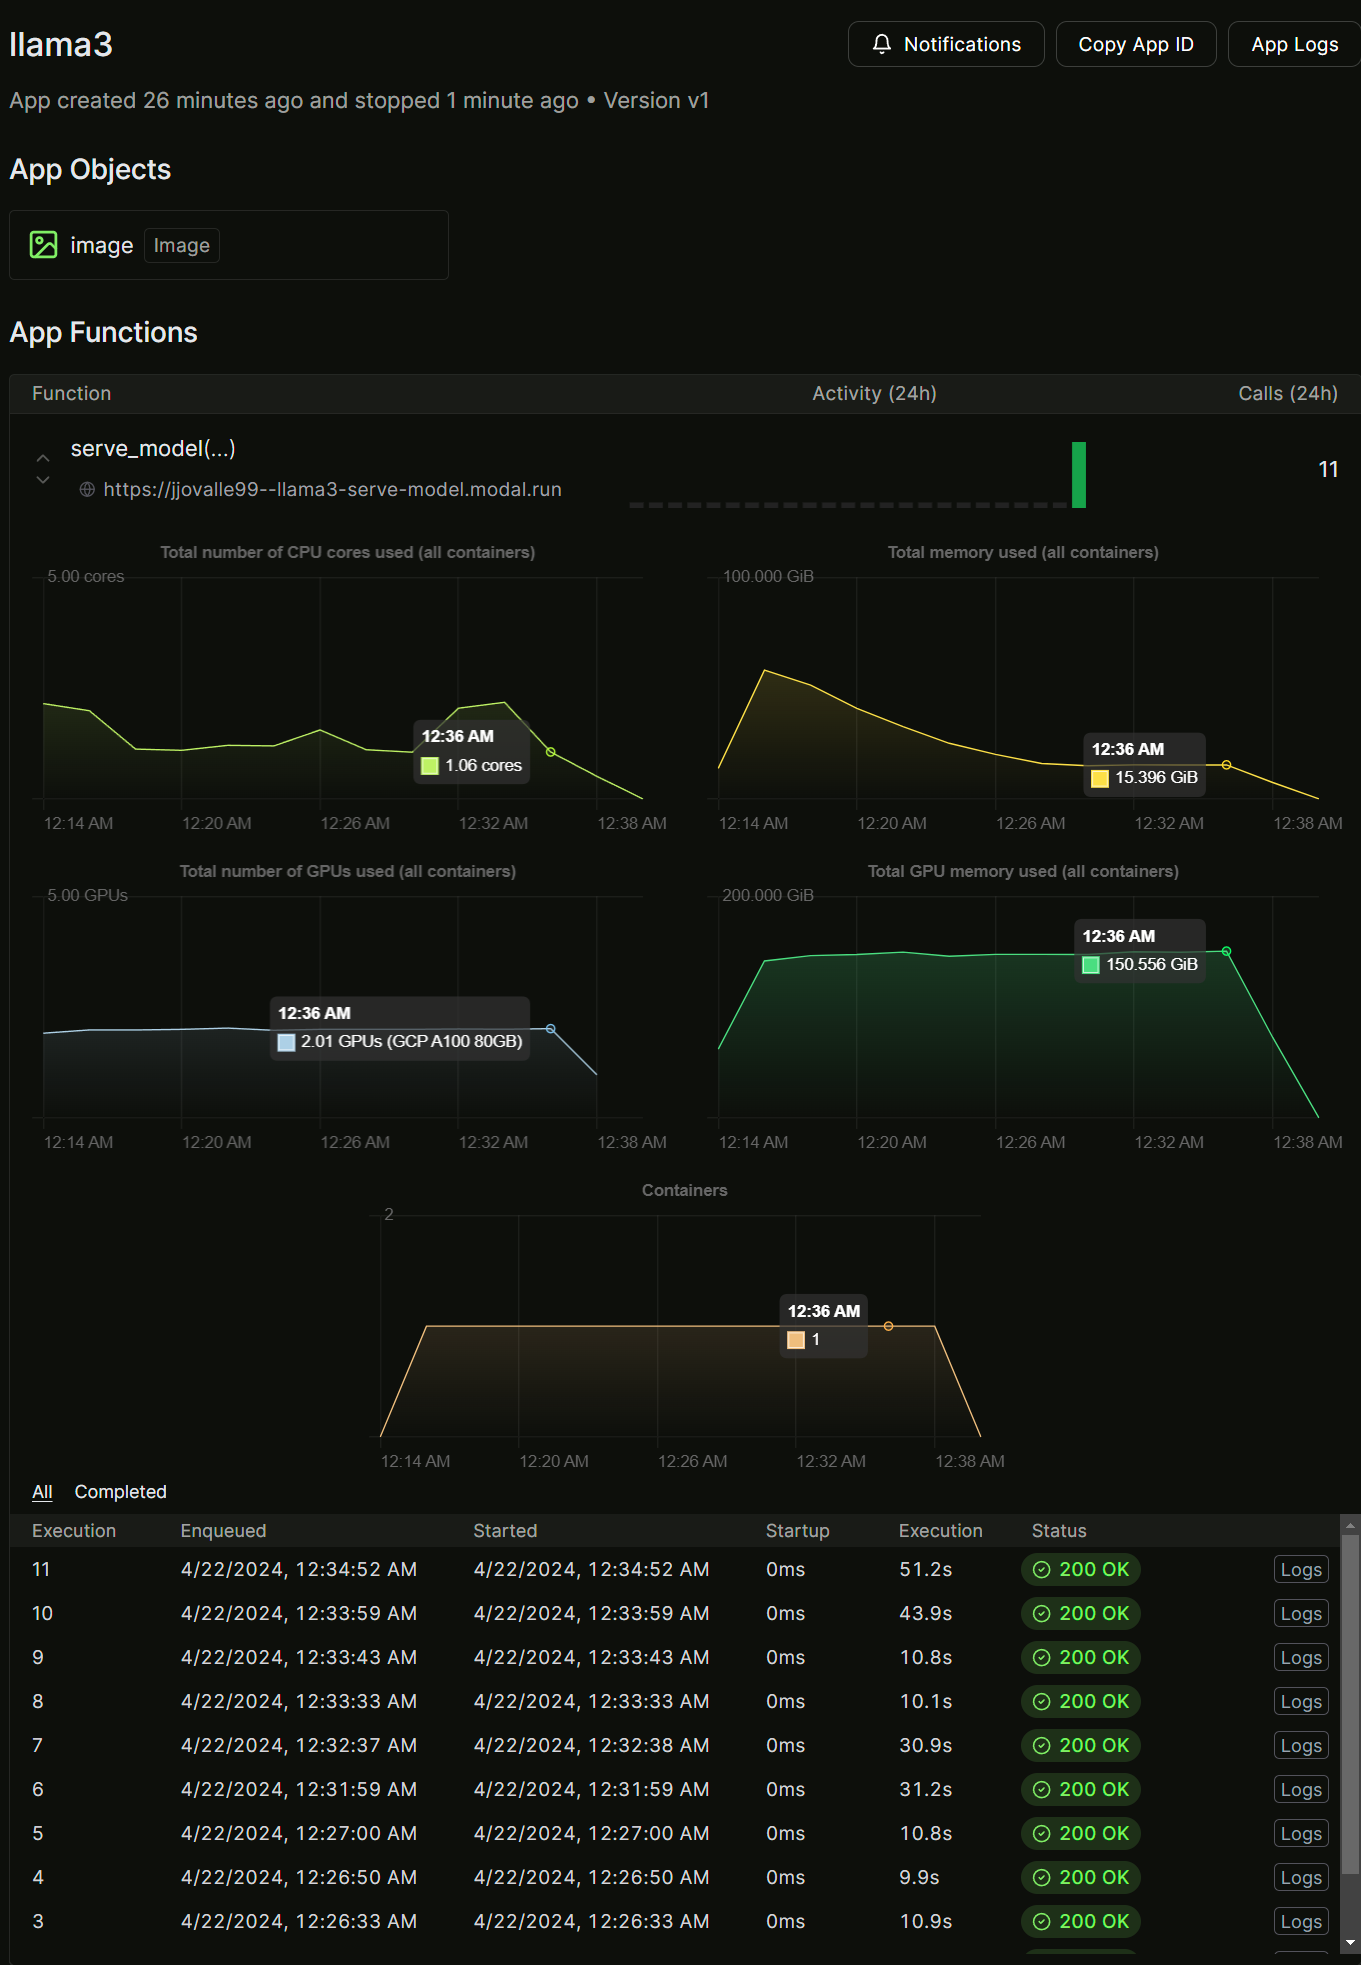 llama3
Notifications
Copy App ID
App Logs
App created 26 minutes ago and stopped 1 minute ago • Version v1
App Objects
image Image
App Functions
Function Activity (24h) Calls (24h)
serve_model(...)
https://jjovalle99--llama3-serve-model.modal.run
11
Total number of CPU cores used (all containers)
5.00 cores
12:36 AM
1.06 cores
12:14 AM 12:20 AM 12:26 AM 12:32 AM 12:38 AM
Total memory used (all containers)
100.000 GiB
12:36 AM
15.396 GiB
12:14 AM 12:20 AM 12:26 AM 12:32 AM 12:38 AM
Total number of GPUs used (all containers)
5.00 GPUs
12:36 AM
2.01 GPUs (GCP A100 80GB)
12:14 AM 12:20 AM 12:26 AM 12:32 AM 12:38 AM
Total GPU memory used (all containers)
200.000 GiB
12:36 AM
150.556 GiB
12:14 AM 12:20 AM 12:26 AM 12:32 AM 12:38 AM
Containers
2
12:36 AM
1
12:14 AM 12:20 AM 12:26 AM 12:32 AM 12:38 AM
All Completed
Execution Enqueued Started Startup Execution Status
11 4/22/2024, 12:34:52 AM 4/22/2024, 12:34:52 AM 0ms 51.2s 200 OK Logs
10 4/22/2024, 12:33:59 AM 4/22/2024, 12:33:59 AM 0ms 43.9s 200 OK Logs
9 4/22/2024, 12:33:43 AM 4/22/2024, 12:33:43 AM 0ms 10.8s 200 OK Logs
8 4/22/2024, 12:33:33 AM 4/22/2024, 12:33:33 AM 0ms 10.1s 200 OK Logs
7 4/22/2024, 12:32:37 AM 4/22/2024, 12:32:38 AM 0ms 30.9s 200 OK Logs
6 4/22/2024, 12:31:59 AM 4/22/2024, 12:31:59 AM 0ms 31.2s 200 OK Logs
5 4/22/2024, 12:27:00 AM 4/22/2024, 12:27:00 AM 0ms 10.8s 200 OK Logs
4 4/22/2024, 12:26:50 AM 4/22/2024, 12:26:50 AM 0ms 9.9s 200 OK Logs
3 4/22/2024, 12:26:33 AM 4/22/2024, 12:26:33 AM 0ms 10.9s 200 OK Logs